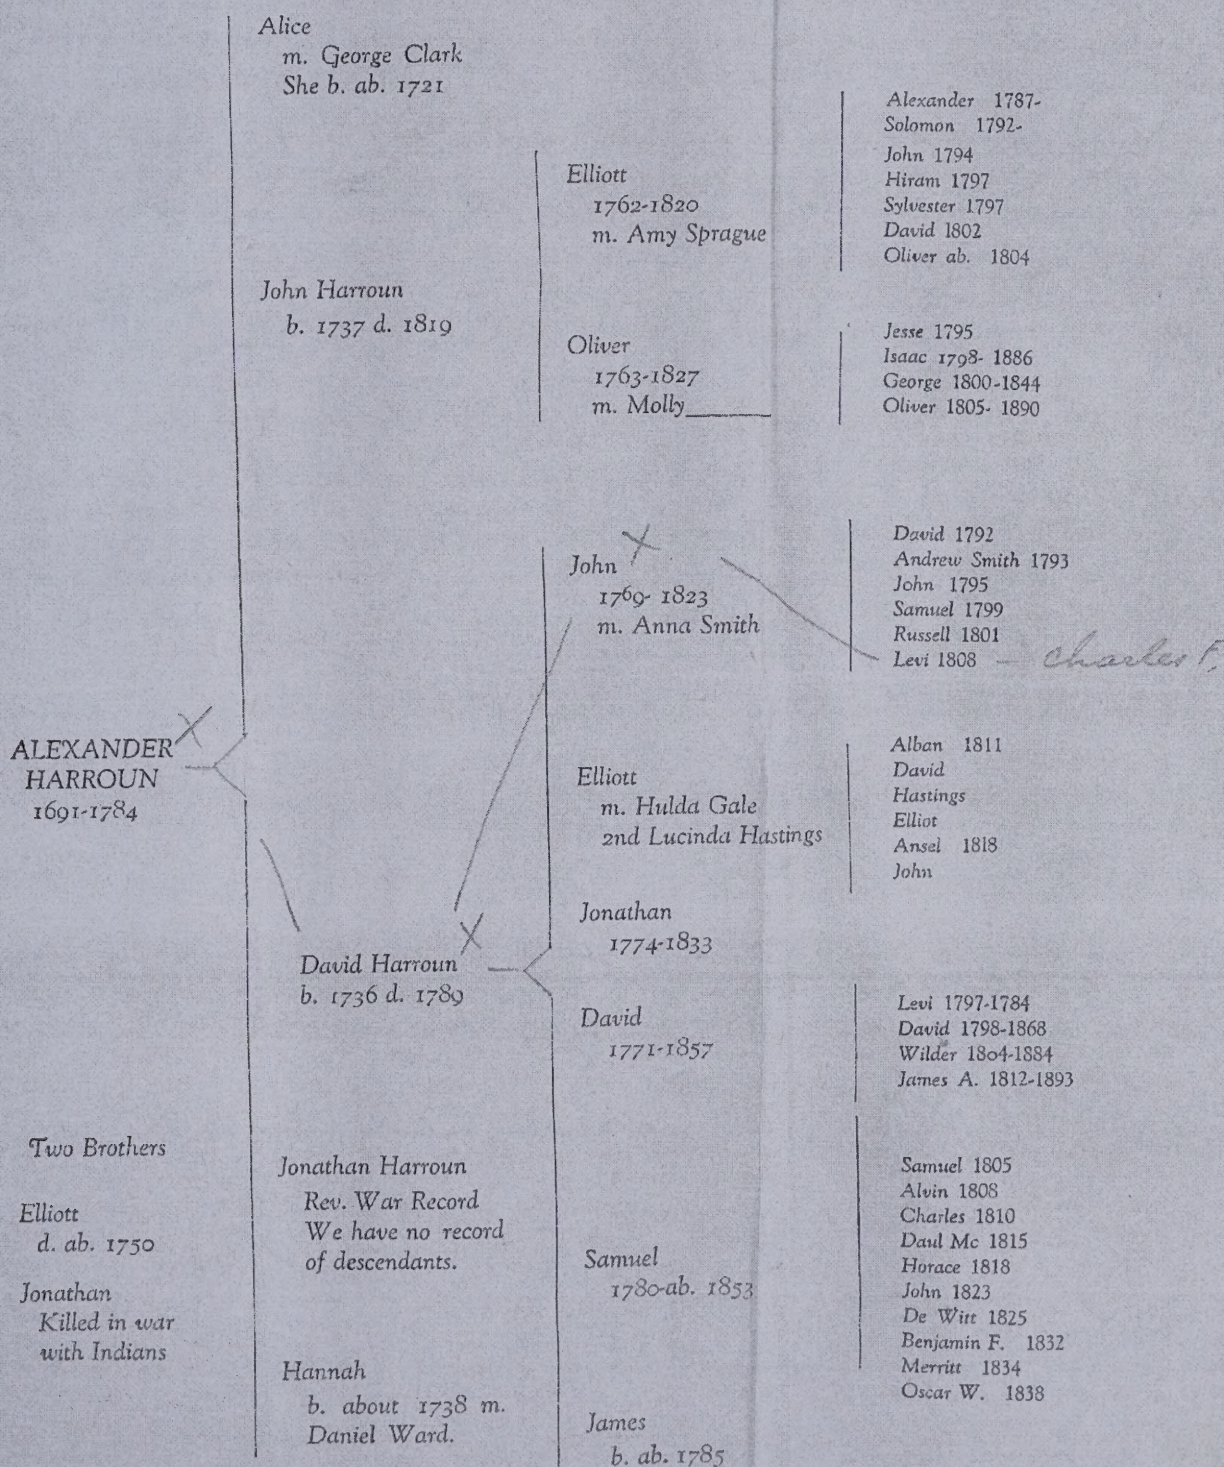 Alice
m. George Clark
She b. ab. 1721
John Harroun
b. 1737 d. 1819
ALEXANDER
HARROUN
1691-1784
David Harroun
b. 1736 d. 1789
Two Brothers
Elliott
d. ab. 1750
Jonathan
Killed in war
with Indians
Jonathan Harroun
Rev. War Record
We have no record
of descendants.
Hannah
b. about 1738 m.
Daniel Ward.
Elliott
1762-1820
m. Amy Sprague
Oliver
1763-1827
m. Molly______
John
1769- 1823
m. Anna Smith
Elliott
m. Hulda Gale
2nd Lucinda Hastings
Jonathan
1774-1833
David
1771-1857
Samuel
1780-ab. 1853
James
b. ab. 1785
Alexander 1787-
Solomon 1792-
John 1794
Hiram 1797
Sylvester 1797
David 1802
Oliver ab. 1804
Jesse 1795
Isaac 1798- 1886
George 1800-1844
Oliver 1805- 1890
David 1792
Andrew Smith 1793
John 1795
Samuel 1799
Russell 1801
Levi 1808 — Charles F.
Alban 1811
David
Hastings
Elliot
Ansel 1818
John
Levi 1797-1784
David 1798-1868
Wilder 1804-1884
James A. 1812-1893
Samuel 1805
Alvin 1808
Charles 1810
Daul Mc 1815
Horace 1818
John 1823
De Witt 1825
Benjamin F. 1832
Merritt 1834
Oscar W. 1838